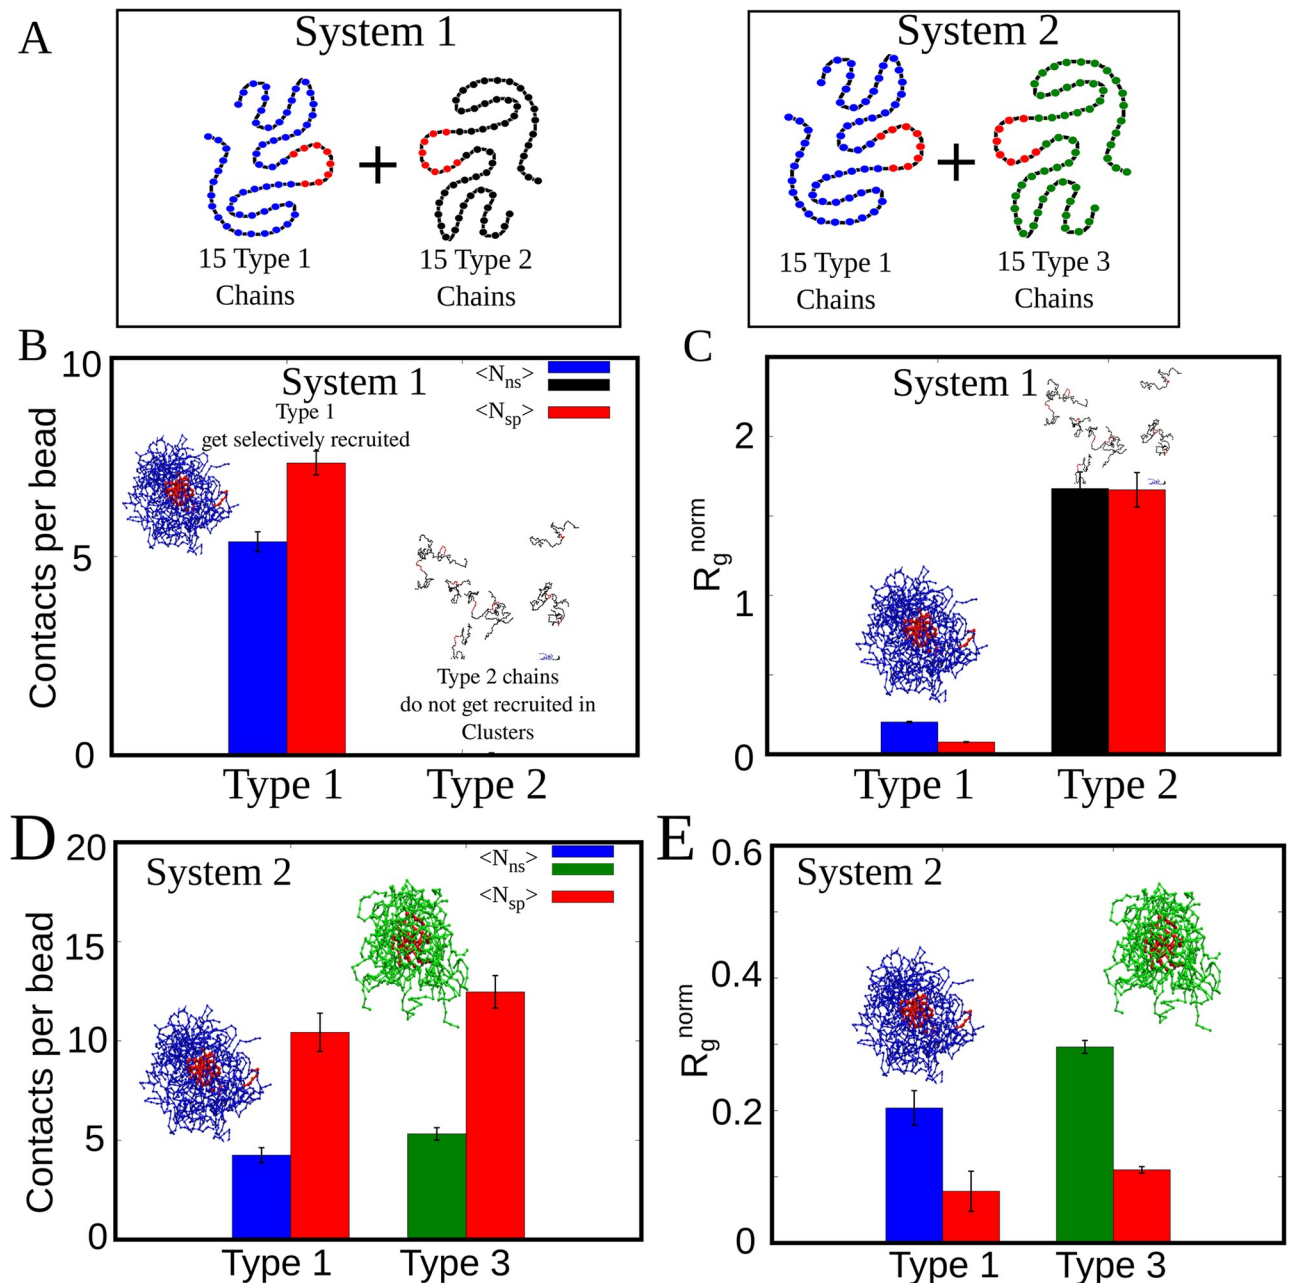 A
System 1
System 2
+
+
15 Type 1
Chains
15 Type 2
Chains
15 Type 1
Chains
15 Type 3
Chains
B
10
5
0
Contacts per bead
System 1
<Nns>
<Nsp>
Type 1
get selectively recruited
Type 2 chains
do not get recruited in
Clusters
Type 1
Type 2
C
2
1
0
Rg norm
System 1
Type 1
Type 2
D
20
15
10
5
0
Contacts per bead
System 2
<Nns>
<Nsp>
Type 1
Type 3
E
0.6
0.4
0.2
0
Rg norm
System 2
Type 1
Type 3